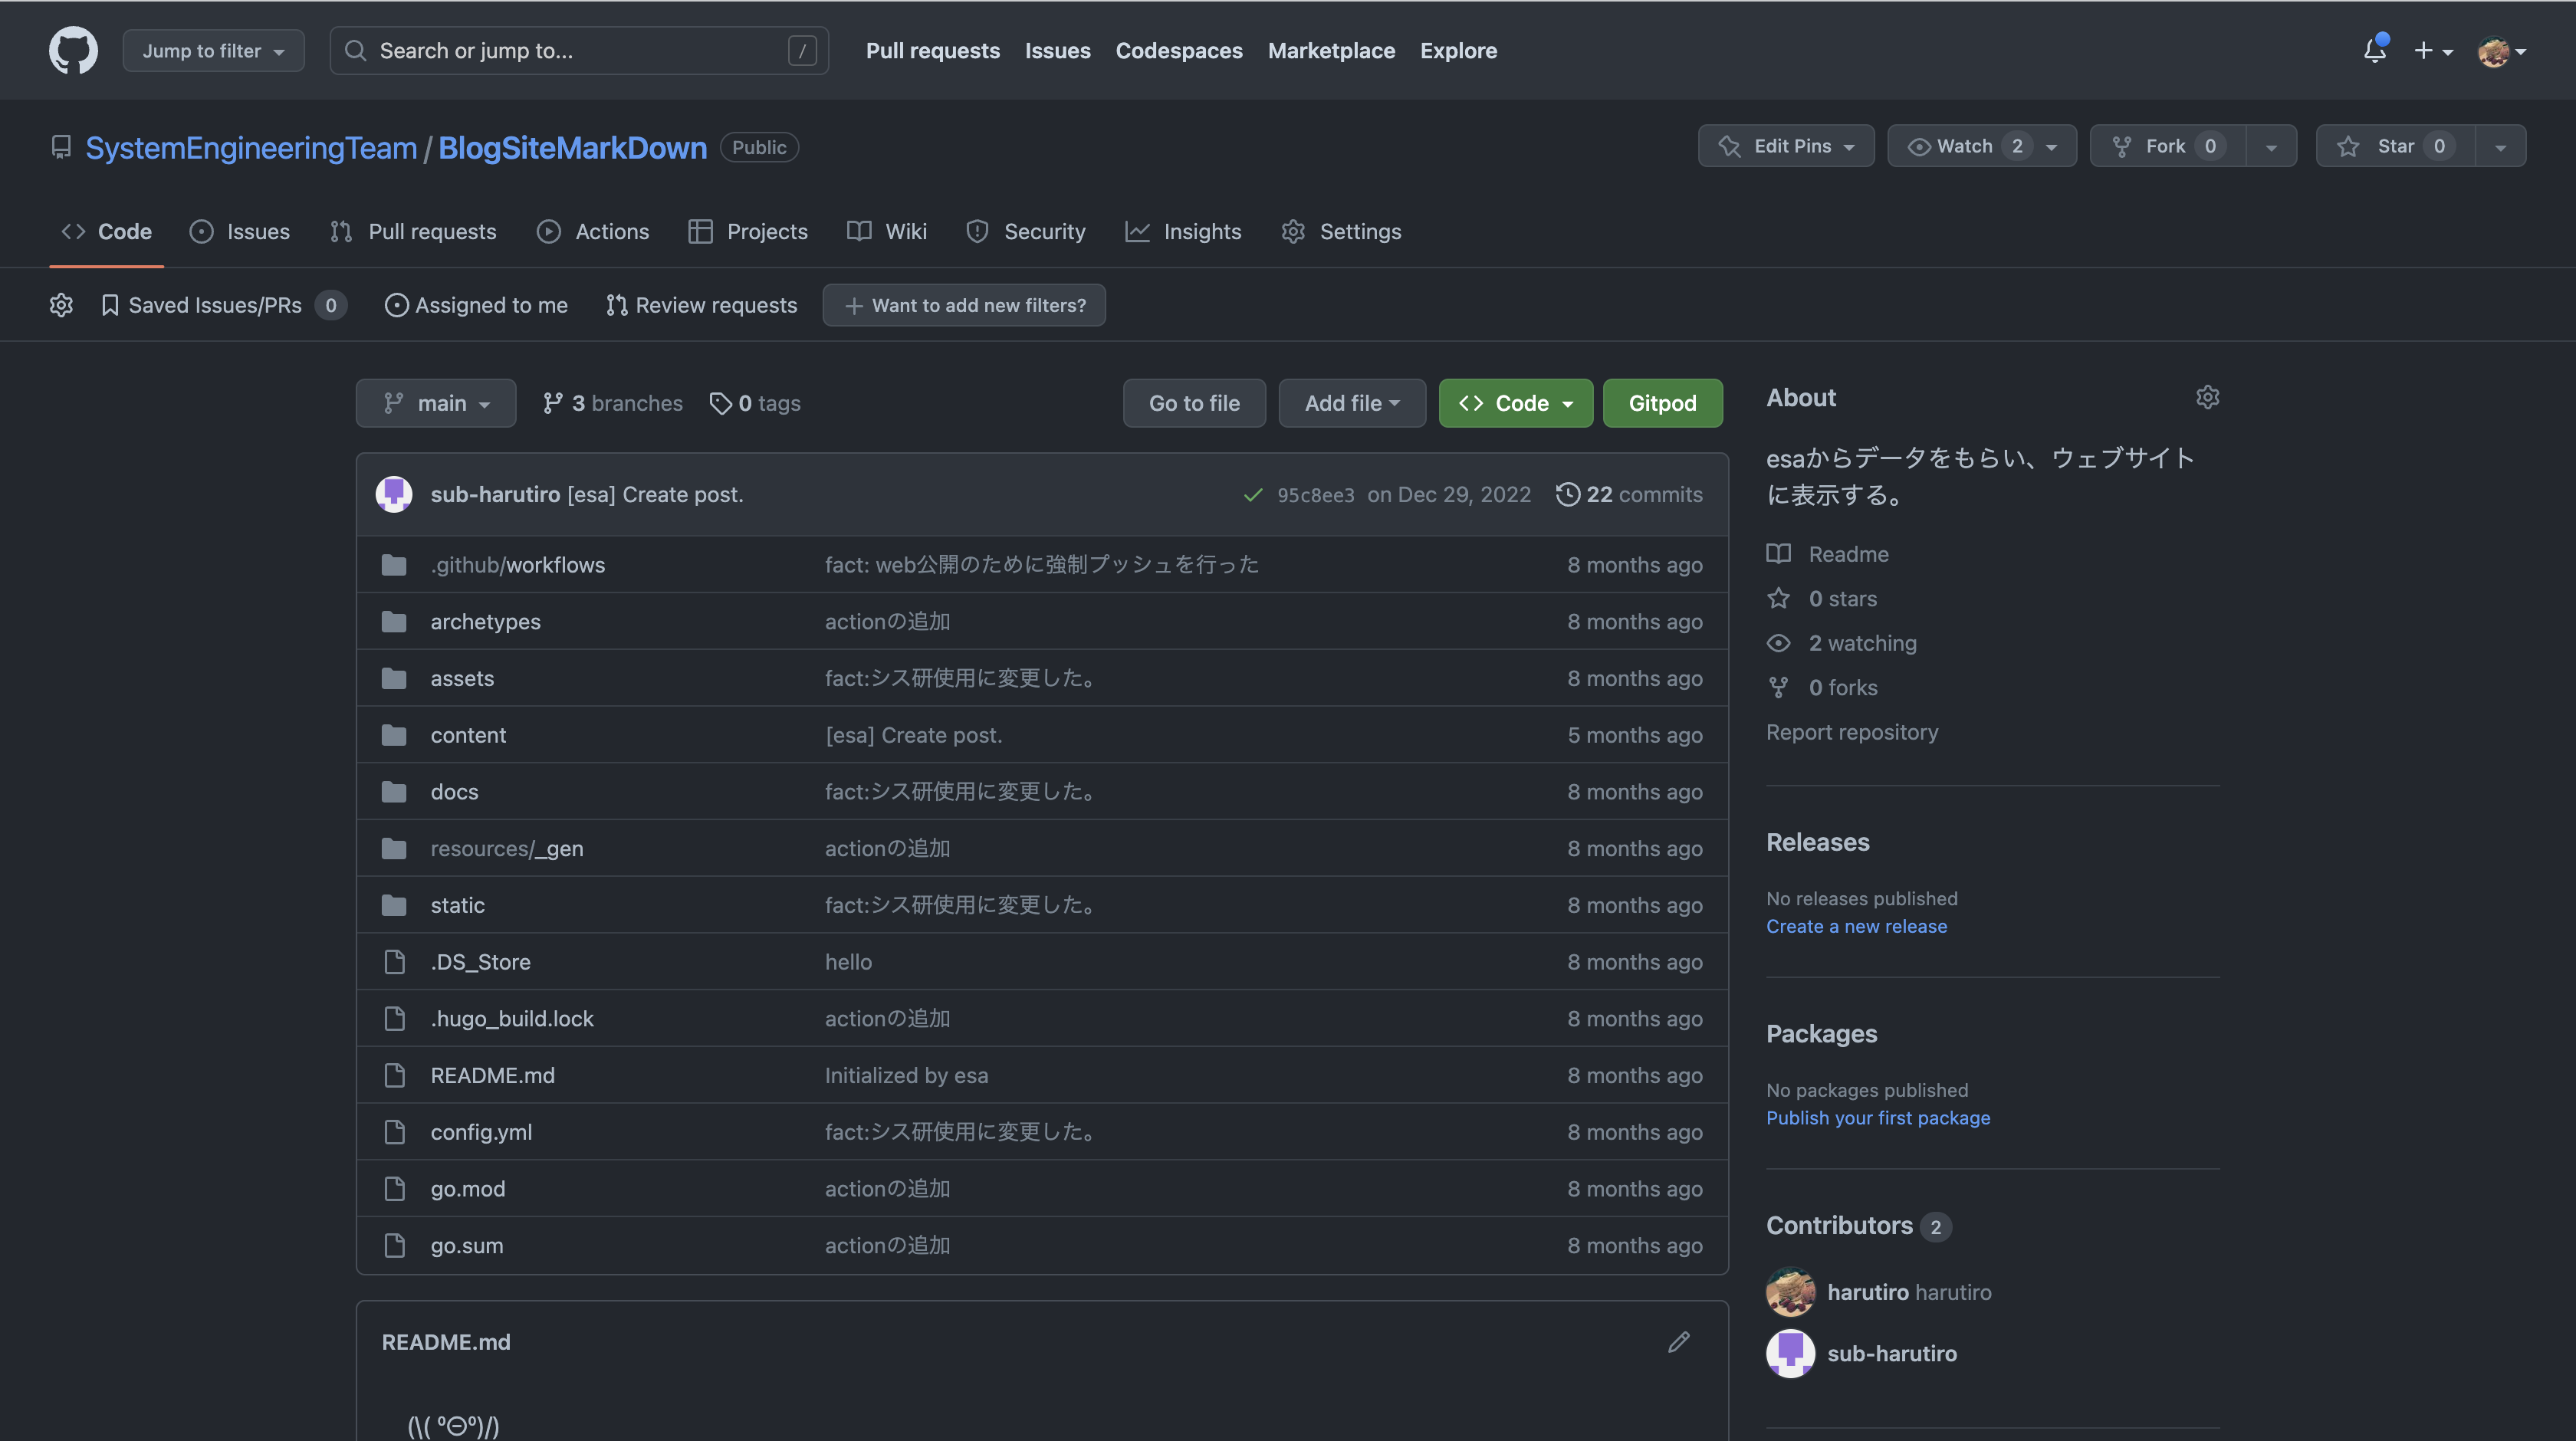 Jump to filter
Search or jump to...
/
Pull requests
Issues
Codespaces
Marketplace
Explore
SystemEngineeringTeam / BlogSiteMarkDown
Public
Edit Pins
Watch 2
Fork 0
Star 0
Code
Issues
Pull requests
Actions
Projects
Wiki
Security
Insights
Settings
Saved Issues/PRs 0
Assigned to me
Review requests
Want to add new filters?
main
3 branches
0 tags
Go to file
Add file
Code
Gitpod
sub-harutiro [esa] Create post.
95c8ee3 on Dec 29, 2022
22 commits
.github/workflows fact: web公開のために強制プッシュを行った 8 months ago
archetypes actionの追加 8 months ago
assets fact:シス研使用に変更した。 8 months ago
content [esa] Create post. 5 months ago
docs fact:シス研使用に変更した。 8 months ago
resources/_gen actionの追加 8 months ago
static fact:シス研使用に変更した。 8 months ago
.DS_Store hello 8 months ago
.hugo_build.lock actionの追加 8 months ago
README.md Initialized by esa 8 months ago
config.yml fact:シス研使用に変更した。 8 months ago
go.mod actionの追加 8 months ago
go.sum actionの追加 8 months ago
README.md
(\( ⁰⊖⁰)/)
About
esaからデータをもらい、ウェブサイト
に表示する。
Readme
0 stars
2 watching
0 forks
Report repository
Releases
No releases published
Create a new release
Packages
No packages published
Publish your first package
Contributors 2
harutiro harutiro
sub-harutiro